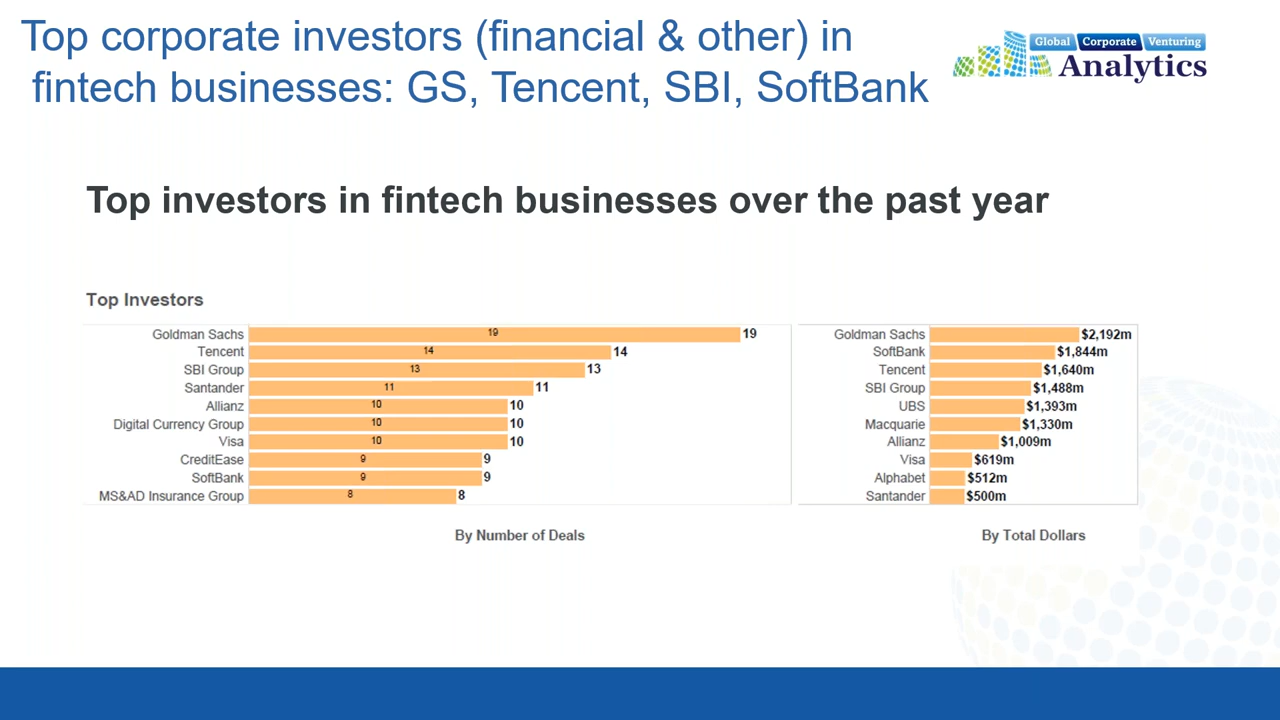 Top corporate investors (financial & other) in
fintech businesses: GS, Tencent, SBI, SoftBank
Global Corporate Venturing
Analytics
Top investors in fintech businesses over the past year
Top Investors
Goldman Sachs 19 19
Tencent 14 14
SBI Group 13 13
Santander 11 11
Allianz 10 10
Digital Currency Group 10 10
Visa 10 10
CreditEase 9 9
SoftBank 9 9
MS&AD Insurance Group 8 8
By Number of Deals
Goldman Sachs $2,192m
SoftBank $1,844m
Tencent $1,640m
SBI Group $1,488m
UBS $1,393m
Macquarie $1,330m
Allianz $1,009m
Visa $619m
Alphabet $512m
Santander $500m
By Total Dollars